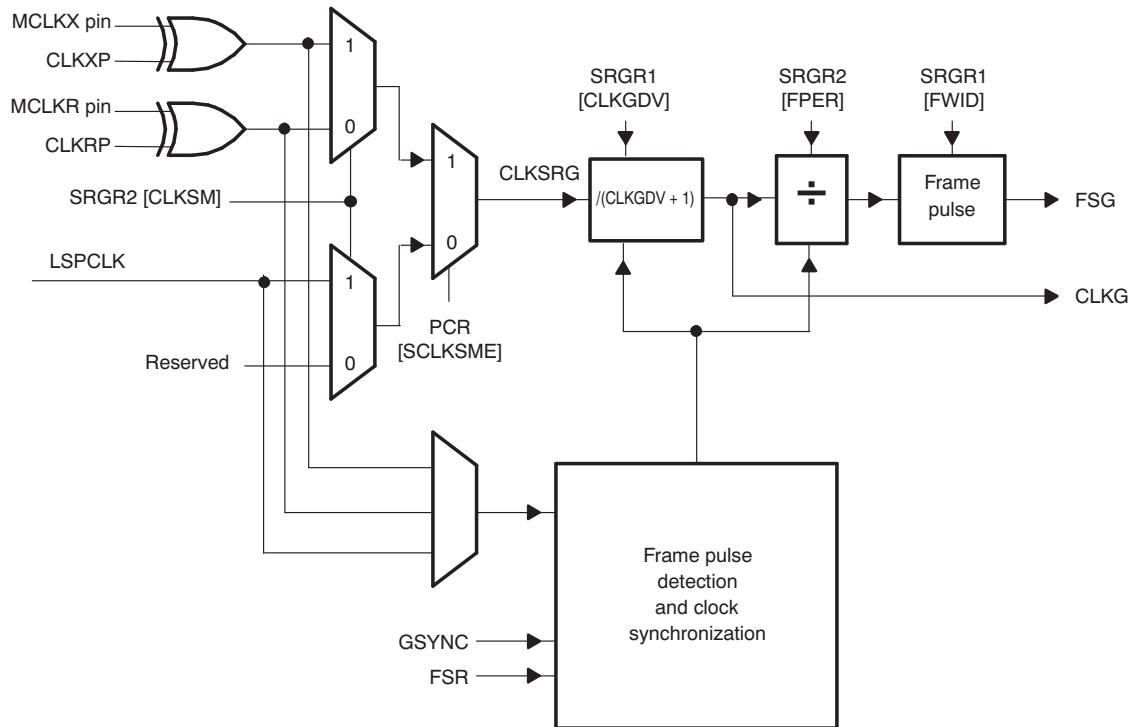 MCLKX pin
CLKXP
MCLKR pin
CLKRP
1
0
SRGR2 [CLKSM]
LSPCLK
Reserved
1
0
1
0
PCR
[SCLKSME]
CLKSRG
SRGR1
[CLKGDV]
/(CLKGDV + 1)
SRGR2
[FPER]
÷
SRGR1
[FWID]
Frame
pulse
FSG
CLKG
Frame pulse
detection
and clock
synchronization
GSYNC
FSR